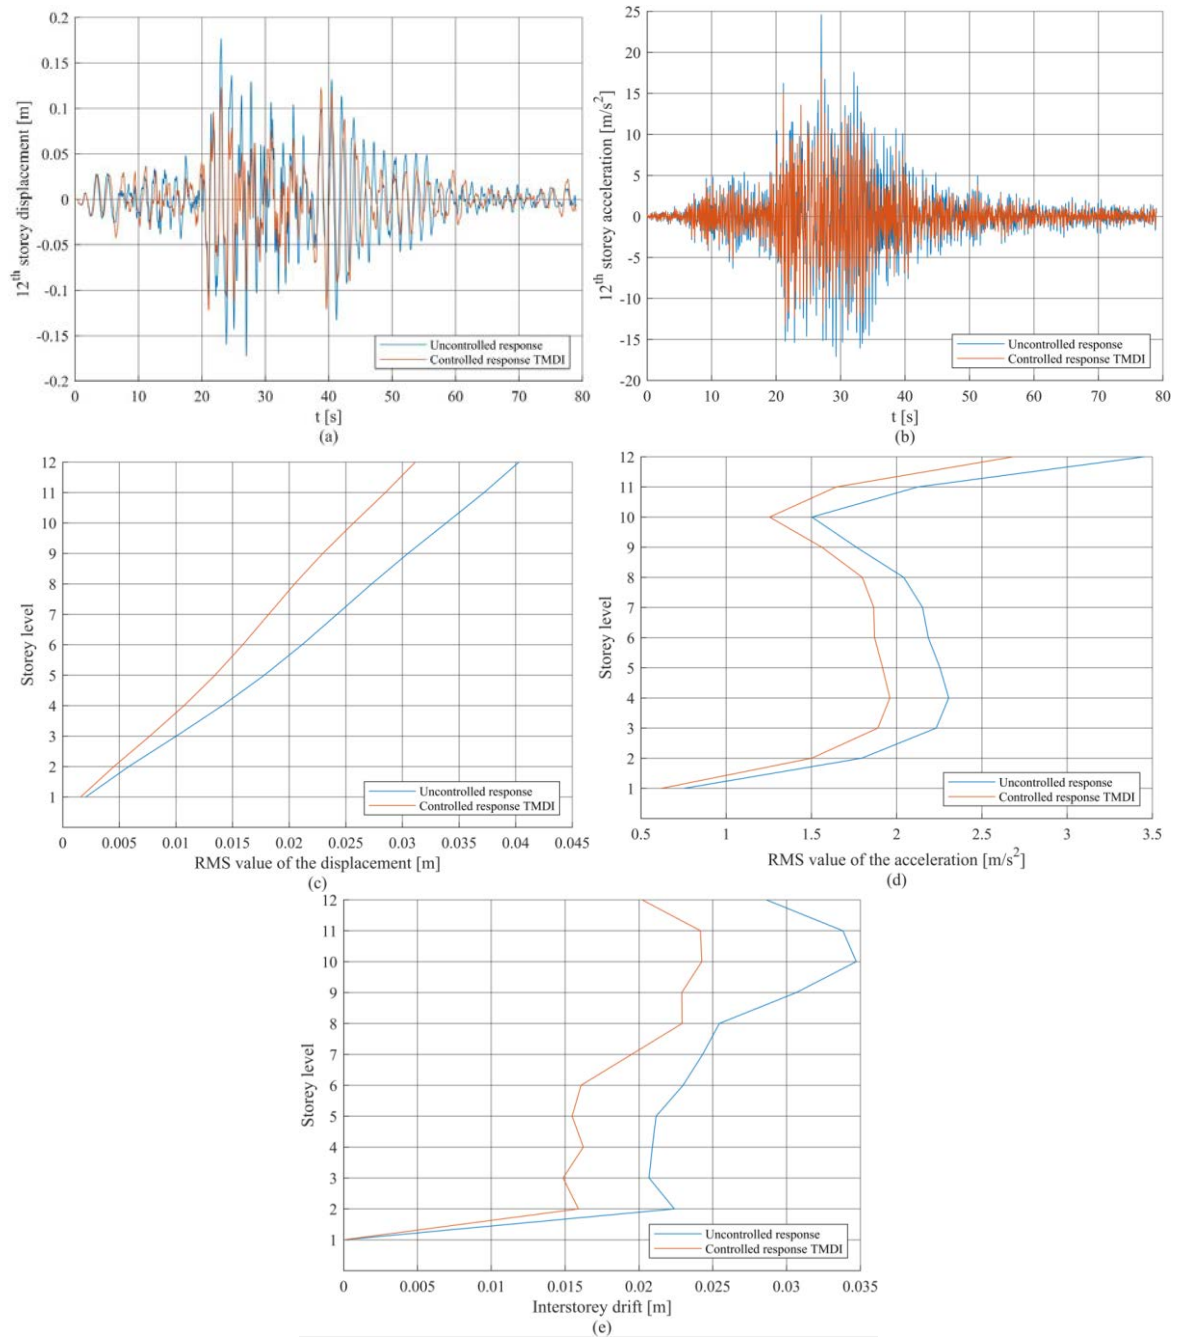 0.2
0.15
0.1
0.05
0
-0.05
-0.1
-0.15
-0.2
12th storey displacement [m]
Uncontrolled response
Controlled response TMDI
0 10 20 30 40 50 60 70 80
t [s]
(a)
25
20
15
10
5
0
-5
-10
-15
-20
12th storey acceleration [m/s2]
Uncontrolled response
Controlled response TMDI
0 10 20 30 40 50 60 70 80
t [s]
(b)
12
11
10
9
8
7
6
5
4
3
2
1
Storey level
Uncontrolled response
Controlled response TMDI
0 0.005 0.01 0.015 0.02 0.025 0.03 0.035 0.04 0.045
RMS value of the displacement [m]
(c)
12
11
10
9
8
7
6
5
4
3
2
1
Storey level
Uncontrolled response
Controlled response TMDI
0.5 1 1.5 2 2.5 3 3.5
RMS value of the acceleration [m/s2]
(d)
12
11
10
9
8
7
6
5
4
3
2
1
Storey level
Uncontrolled response
Controlled response TMDI
0 0.005 0.01 0.015 0.02 0.025 0.03 0.035
Interstorey drift [m]
(e)